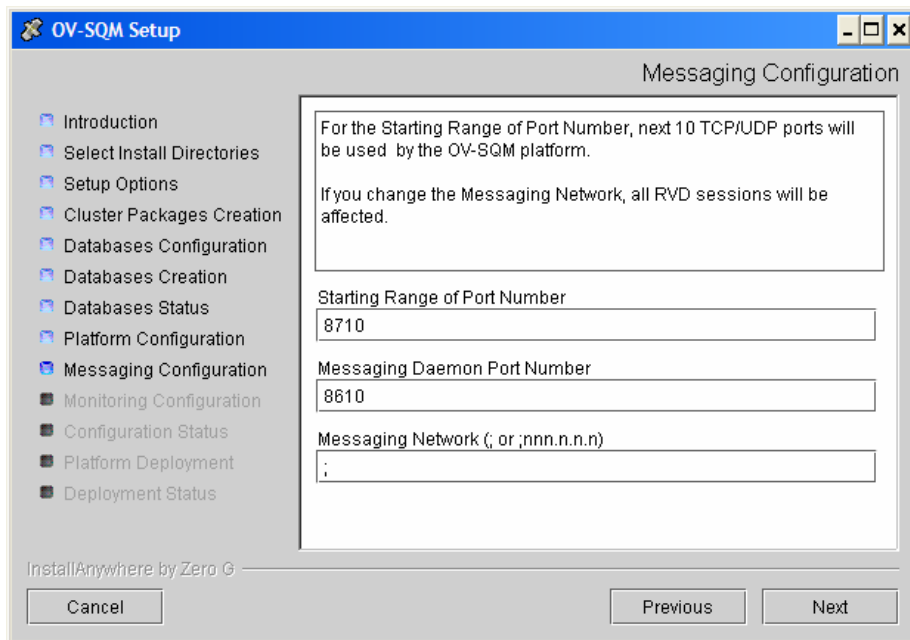 OV-SQM Setup
Messaging Configuration
Introduction
Select Install Directories
Setup Options
Cluster Packages Creation
Databases Configuration
Databases Creation
Databases Status
Platform Configuration
Messaging Configuration
Monitoring Configuration
Configuration Status
Platform Deployment
Deployment Status
For the Starting Range of Port Number, next 10 TCP/UDP ports will
be used by the OV-SQM platform.
If you change the Messaging Network, all RVD sessions will be
affected.
Starting Range of Port Number
8710
Messaging Daemon Port Number
8610
Messaging Network (; or ;nnn.n.n.n)
;
InstallAnywhere by Zero G
Cancel
Previous
Next